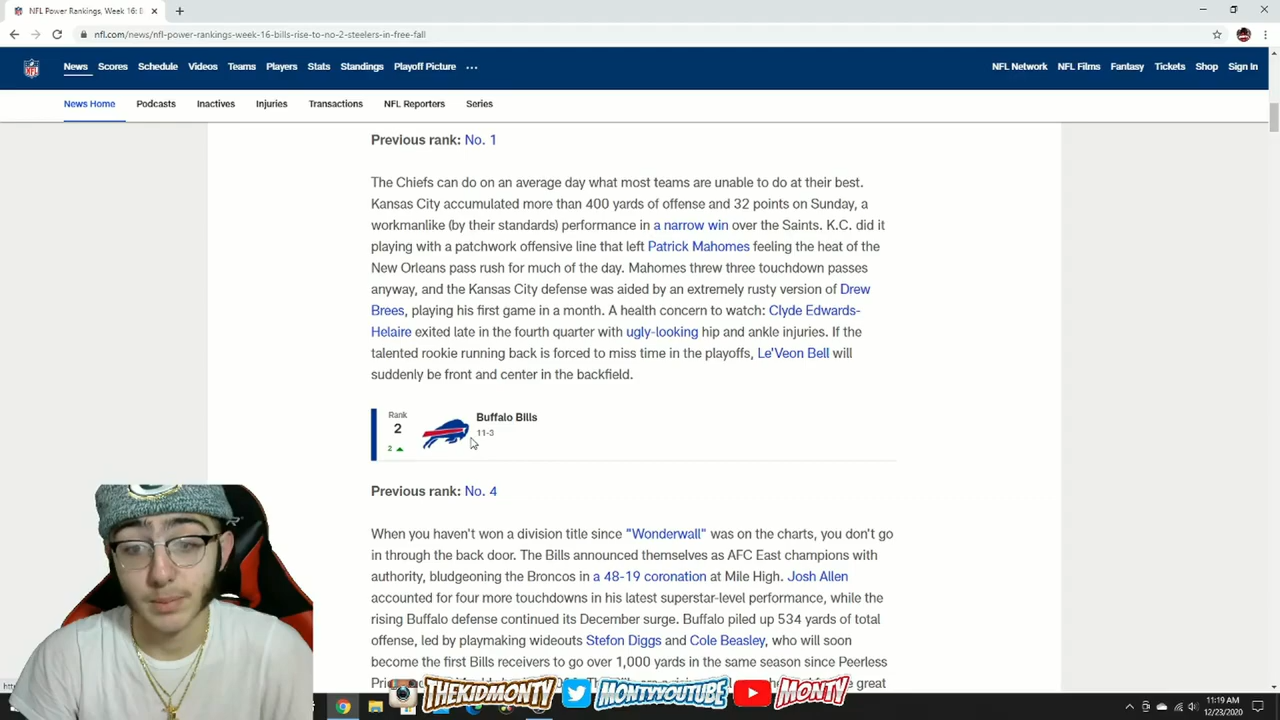 NFL Power Rankings, Week 16: Bi
nfl.com/news/nfl-power-rankings-week-16-bills-rise-to-no-2-steelers-in-free-fall
News Scores Schedule Videos Teams Players Stats Standings Playoff Picture ... NFL Network NFL Films Fantasy Tickets Shop Sign In
News Home Podcasts Inactives Injuries Transactions NFL Reporters Series
Previous rank: No. 1
The Chiefs can do on an average day what most teams are unable to do at their best.
Kansas City accumulated more than 400 yards of offense and 32 points on Sunday, a
workmanlike (by their standards) performance in a narrow win over the Saints. K.C. did it
playing with a patchwork offensive line that left Patrick Mahomes feeling the heat of the
New Orleans pass rush for much of the day. Mahomes threw three touchdown passes
anyway, and the Kansas City defense was aided by an extremely rusty version of Drew
Brees, playing his first game in a month. A health concern to watch: Clyde Edwards-
Helaire exited late in the fourth quarter with ugly-looking hip and ankle injuries. If the
talented rookie running back is forced to miss time in the playoffs, Le'Veon Bell will
suddenly be front and center in the backfield.
Rank
2
2
Buffalo Bills
11-3
Previous rank: No. 4
When you haven't won a division title since "Wonderwall" was on the charts, you don't go
in through the back door. The Bills announced themselves as AFC East champions with
authority, bludgeoning the Broncos in a 48-19 coronation at Mile High. Josh Allen
accounted for four more touchdowns in his latest superstar-level performance, while the
rising Buffalo defense continued its December surge. Buffalo piled up 534 yards of total
offense, led by playmaking wideouts Stefon Diggs and Cole Beasley, who will soon
become the first Bills receivers to go over 1,000 yards in the same season since Peerless
great
THEKIDMONTY MONTYYOUTUBE MONTY
11:19 AM
12/23/2020